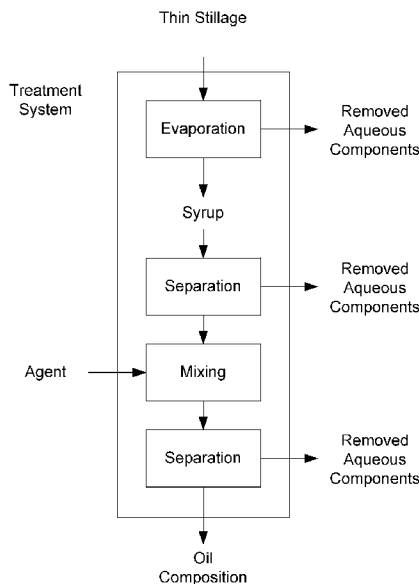 Thin Stillage
Treatment
System
Evaporation
Removed
Aqueous
Components
Syrup
Separation
Removed
Aqueous
Components
Agent
Mixing
Separation
Removed
Aqueous
Components
Oil
Composition